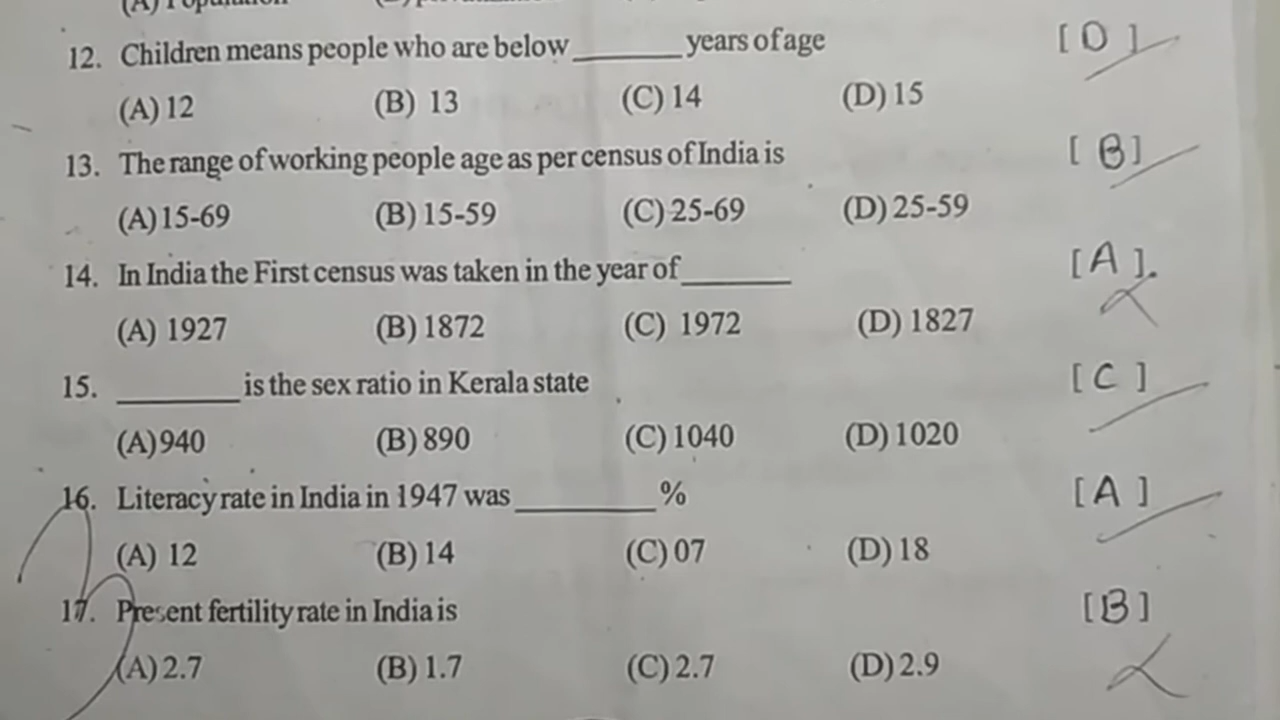 12. Children means people who are below ______ years of age [ D ]
(A) 12 (B) 13 (C) 14 (D) 15
13. The range of working people age as per census of India is [ B ]
(A) 15-69 (B) 15-59 (C) 25-69 (D) 25-59
14. In India the First census was taken in the year of ______ [ A ].
(A) 1927 (B) 1872 (C) 1972 (D) 1827
15. ______ is the sex ratio in Kerala state [ C ]
(A) 940 (B) 890 (C) 1040 (D) 1020
16. Literacy rate in India in 1947 was ______ % [ A ]
(A) 12 (B) 14 (C) 07 (D) 18
17. Present fertility rate in India is [ B ]
(A) 2.7 (B) 1.7 (C) 2.7 (D) 2.9